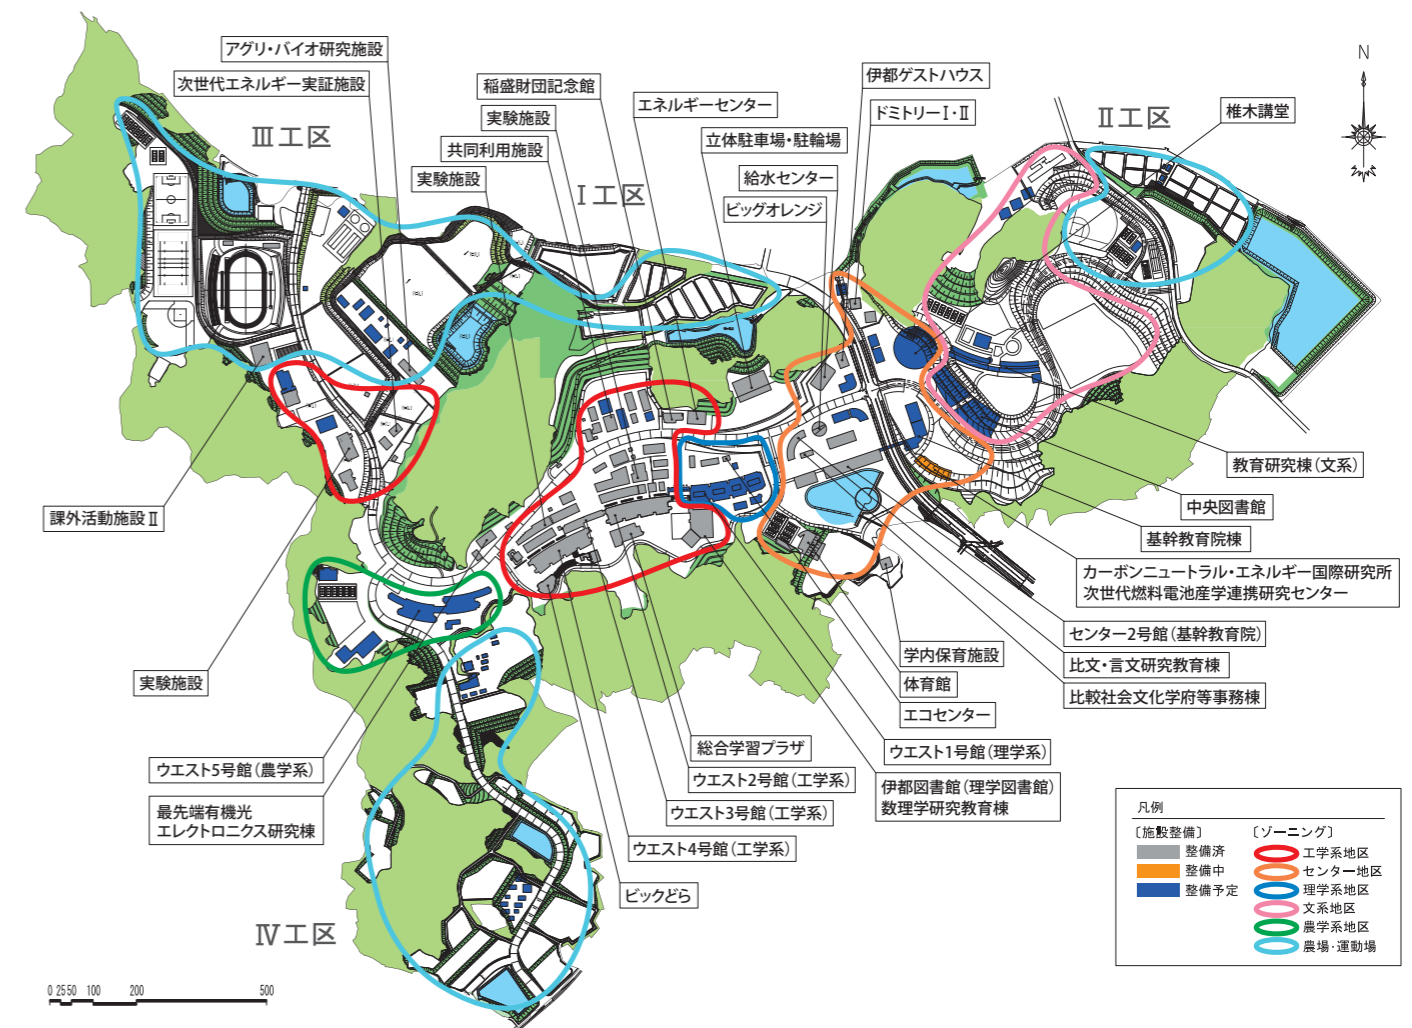 アグリ・バイオ研究施設
次世代エネルギー実証施設
Ⅲ工区
稲盛財団記念館
実験施設
共同利用施設
実験施設
Ⅰ工区
エネルギーセンター
立体駐車場・駐輪場
給水センター
ビッグオレンジ
伊都ゲストハウス
ドミトリーⅠ・Ⅱ
Ⅱ工区
椎木講堂
N
課外活動施設Ⅱ
実験施設
ウエスト5号館(農学系)
最先端有機光
エレクトロニクス研究棟
Ⅳ工区
教育研究棟(文系)
中央図書館
基幹教育院棟
カーボンニュートラル・エネルギー国際研究所
次世代燃料電池産学連携研究センター
センター2号館(基幹教育院)
比文・言文研究教育棟
比較社会文化学府等事務棟
学内保育施設
体育館
エコセンター
ウエスト1号館(理学系)
伊都図書館(理学図書館)
数理学研究教育棟
総合学習プラザ
ウエスト2号館(工学系)
ウエスト3号館(工学系)
ウエスト4号館(工学系)
ビックどら
凡例
〔施設整備〕
整備済
整備中
整備予定
〔ゾーニング〕
工学系地区
センター地区
理学系地区
文系地区
農学系地区
農場・運動場
0 25 50 100 200 500